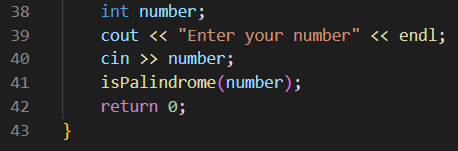 38 int number;
39 cout << "Enter your number" << endl;
40 cin >> number;
41 isPalindrome(number);
42 return 0;
43 }